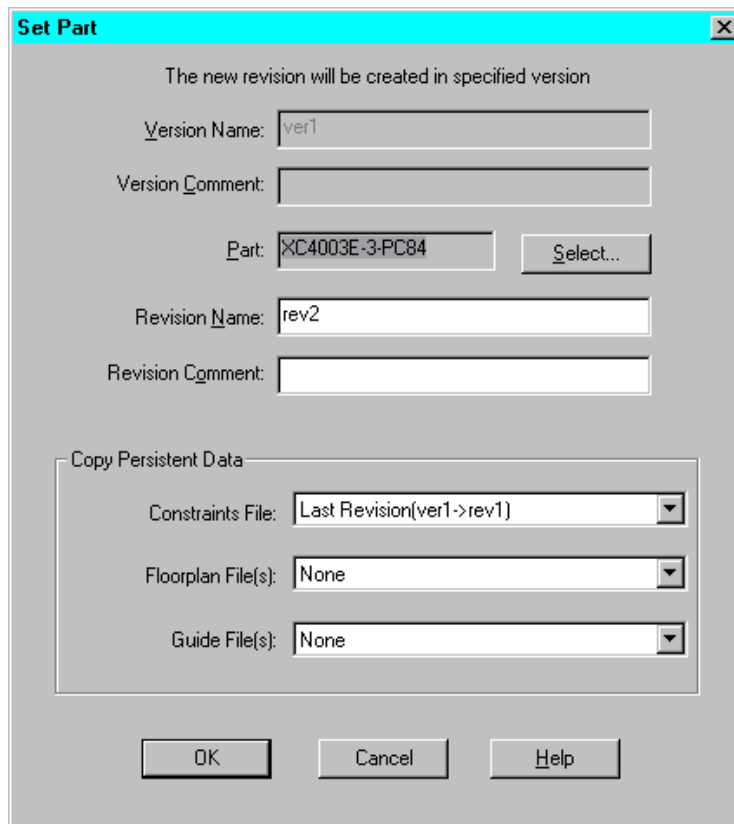 Set Part
The new revision will be created in specified version
Version Name: ver1
Version Comment:
Part: XC4003E-3-PC84 Select...
Revision Name: rev2
Revision Comment:
Copy Persistent Data
Constraints File: Last Revision(ver1->rev1)
Floorplan File(s): None
Guide File(s): None
OK Cancel Help